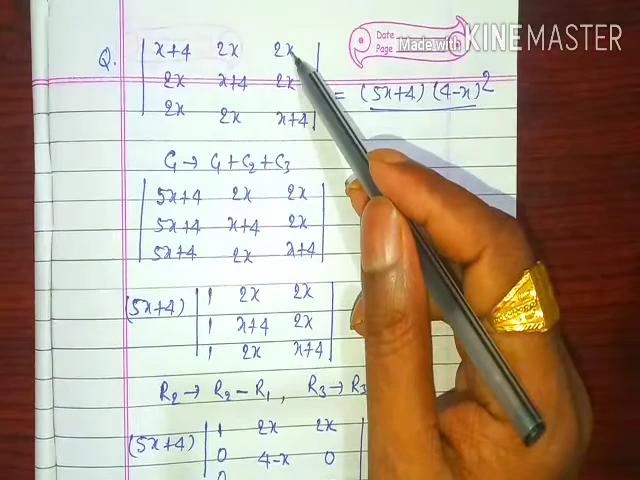 Date
Page
Made with KINEMASTER
Q. | x+4 2x 2x |
| 2x x+4 2x | = (5x+4) (4-x)²
| 2x 2x x+4 |
C₁ → C₁ + C₂ + C₃
| 5x+4 2x 2x |
| 5x+4 x+4 2x |
| 5x+4 2x x+4 |
(5x+4) | 1 2x 2x |
| 1 x+4 2x |
| 1 2x x+4 |
R₂ → R₂ - R₁ , R₃ → R₃
(5x+4) | 1 2x 2x |
| 0 4-x 0 |